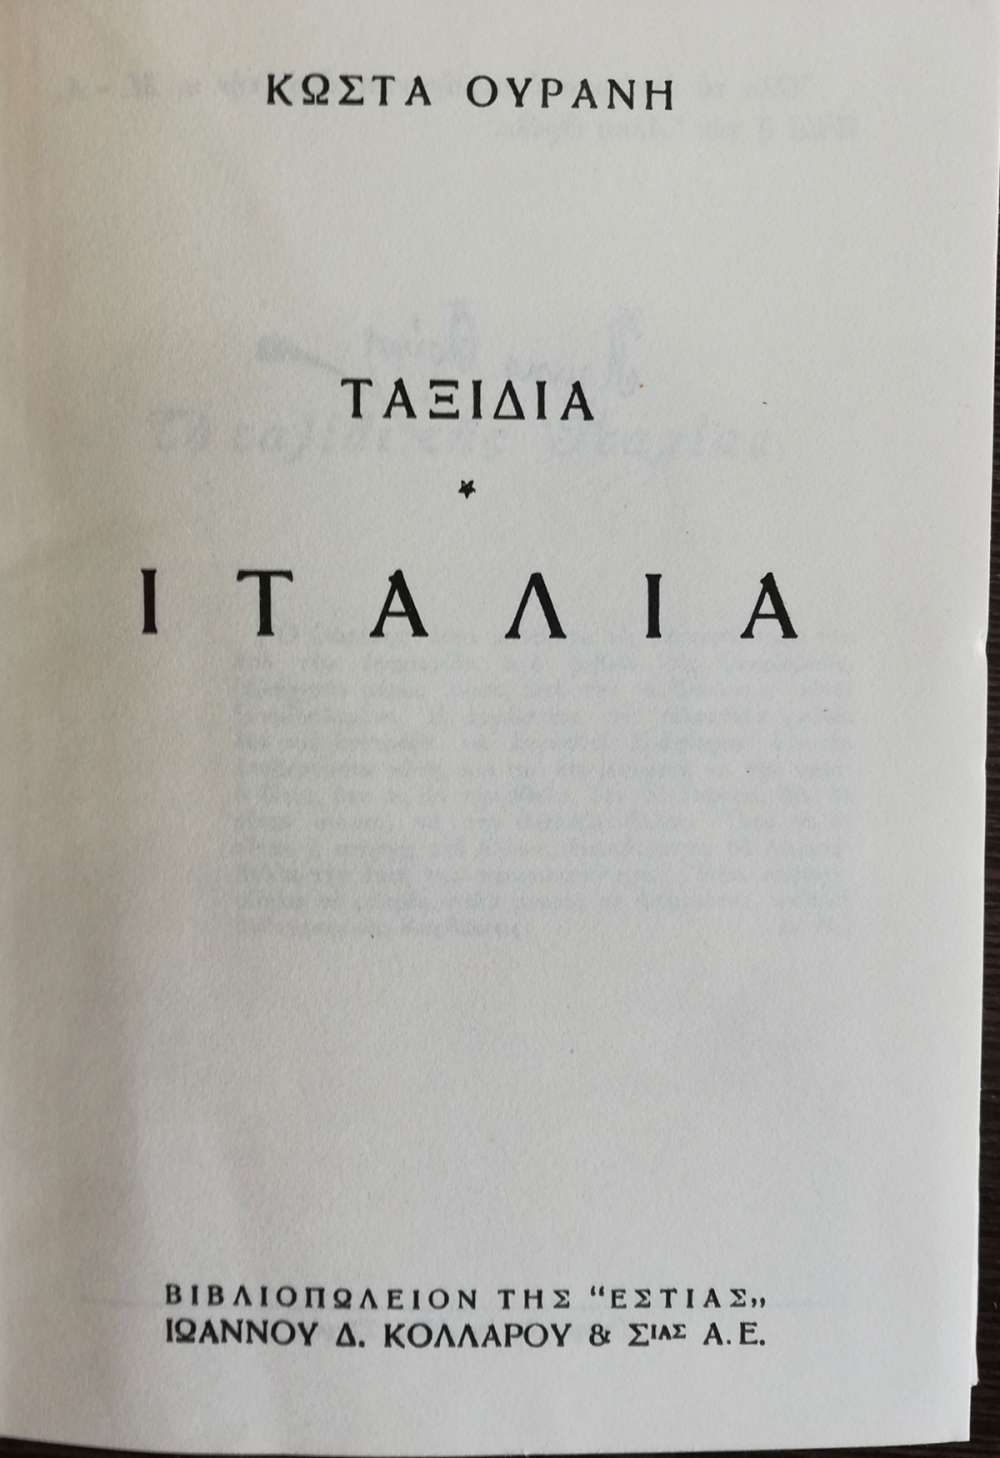 ΚΩΣΤΑ ΟΥΡΑΝΗ
ΤΑΞΙΔΙΑ
*
ΙΤΑΛΙΑ
ΒΙΒΛΙΟΠΩΛΕΙΟΝ ΤΗΣ "ΕΣΤΙΑΣ„
ΙΩΑΝΝΟΥ Δ. ΚΟΛΛΑΡΟΥ & ΣΙΑΣ Α.Ε.